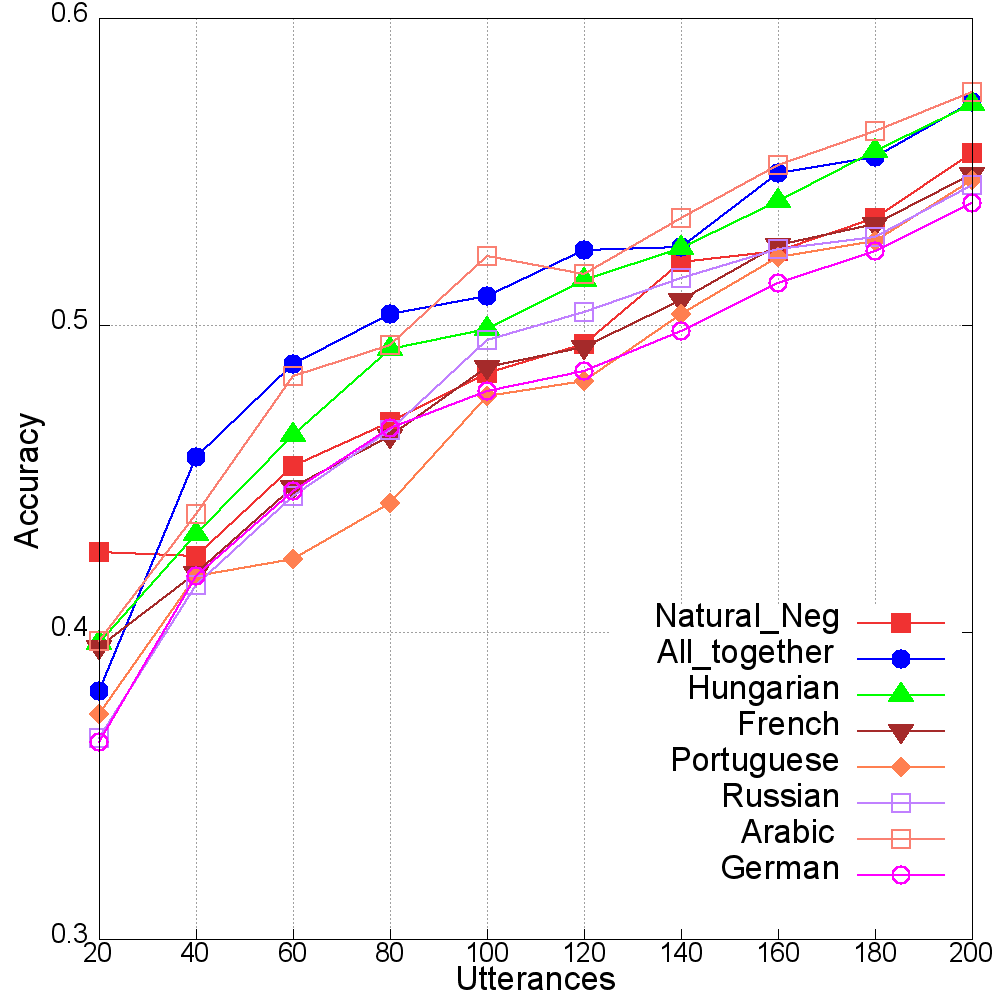 0.6
0.5
0.4
0.3
Accuracy
20 40 60 80 100 120 140 160 180 200
Utterances
Natural_Neg
All_together
Hungarian
French
Portuguese
Russian
Arabic
German